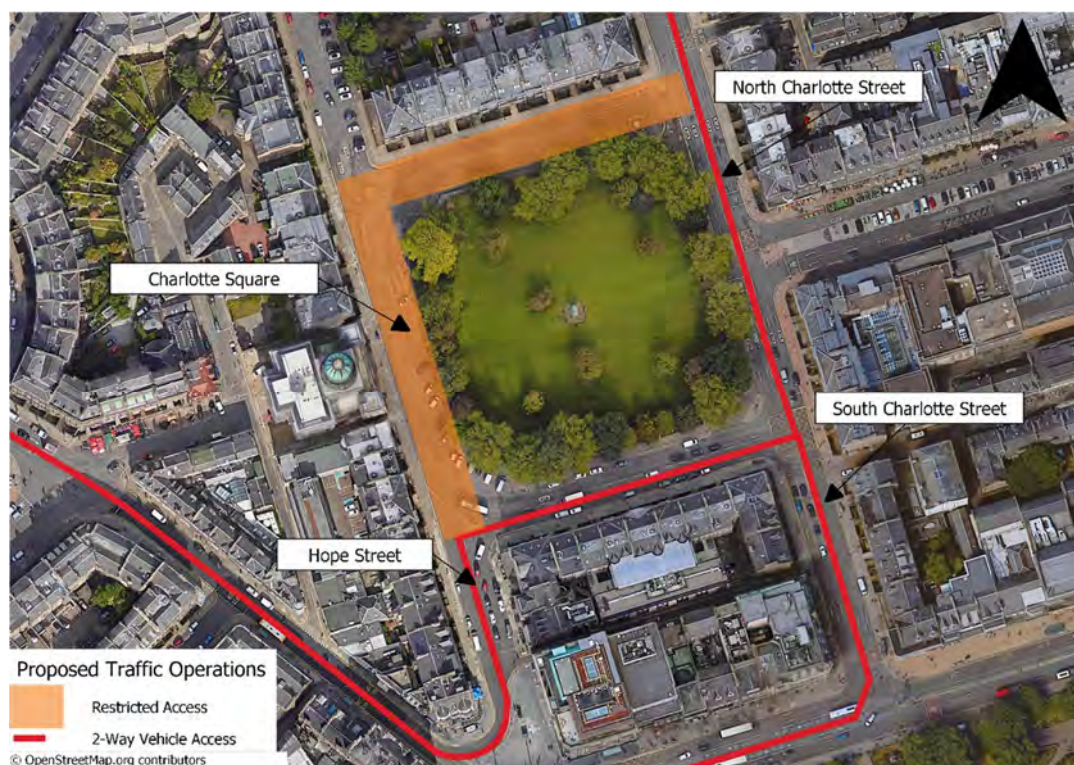 North Charlotte Street
Charlotte Square
South Charlotte Street
Hope Street
Proposed Traffic Operations
Restricted Access
2-Way Vehicle Access
© OpenStreetMap.org contributors